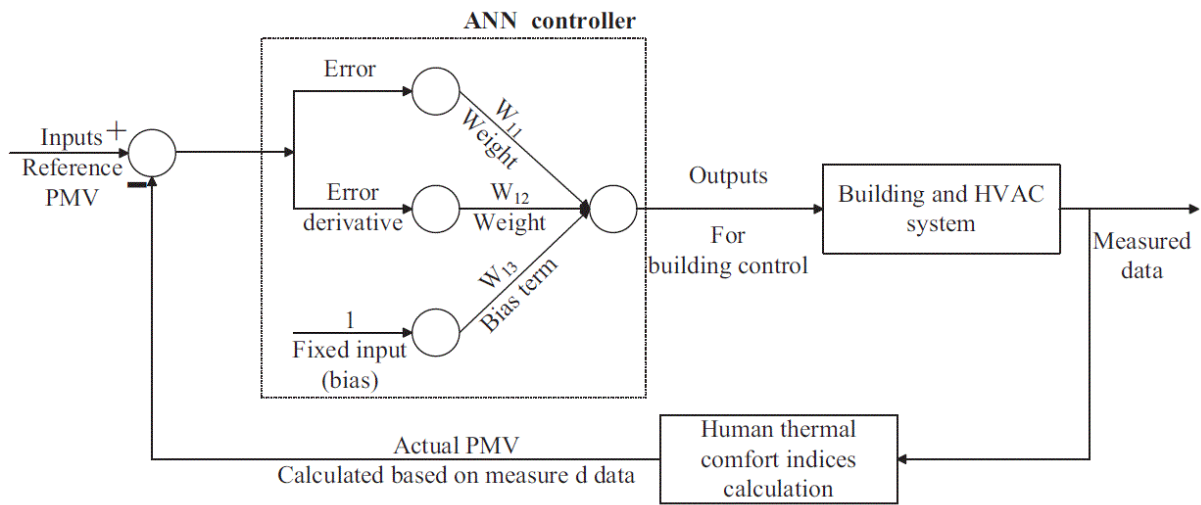 ANN controller
Error
W11
Weight
Inputs +
Reference
PMV
−
Error
derivative
W12
Weight
W13
Bias term
1
Fixed input
(bias)
Outputs
For
building control
Building and HVAC
system
Measured
data
Actual PMV
Calculated based on measure d data
Human thermal
comfort indices
calculation